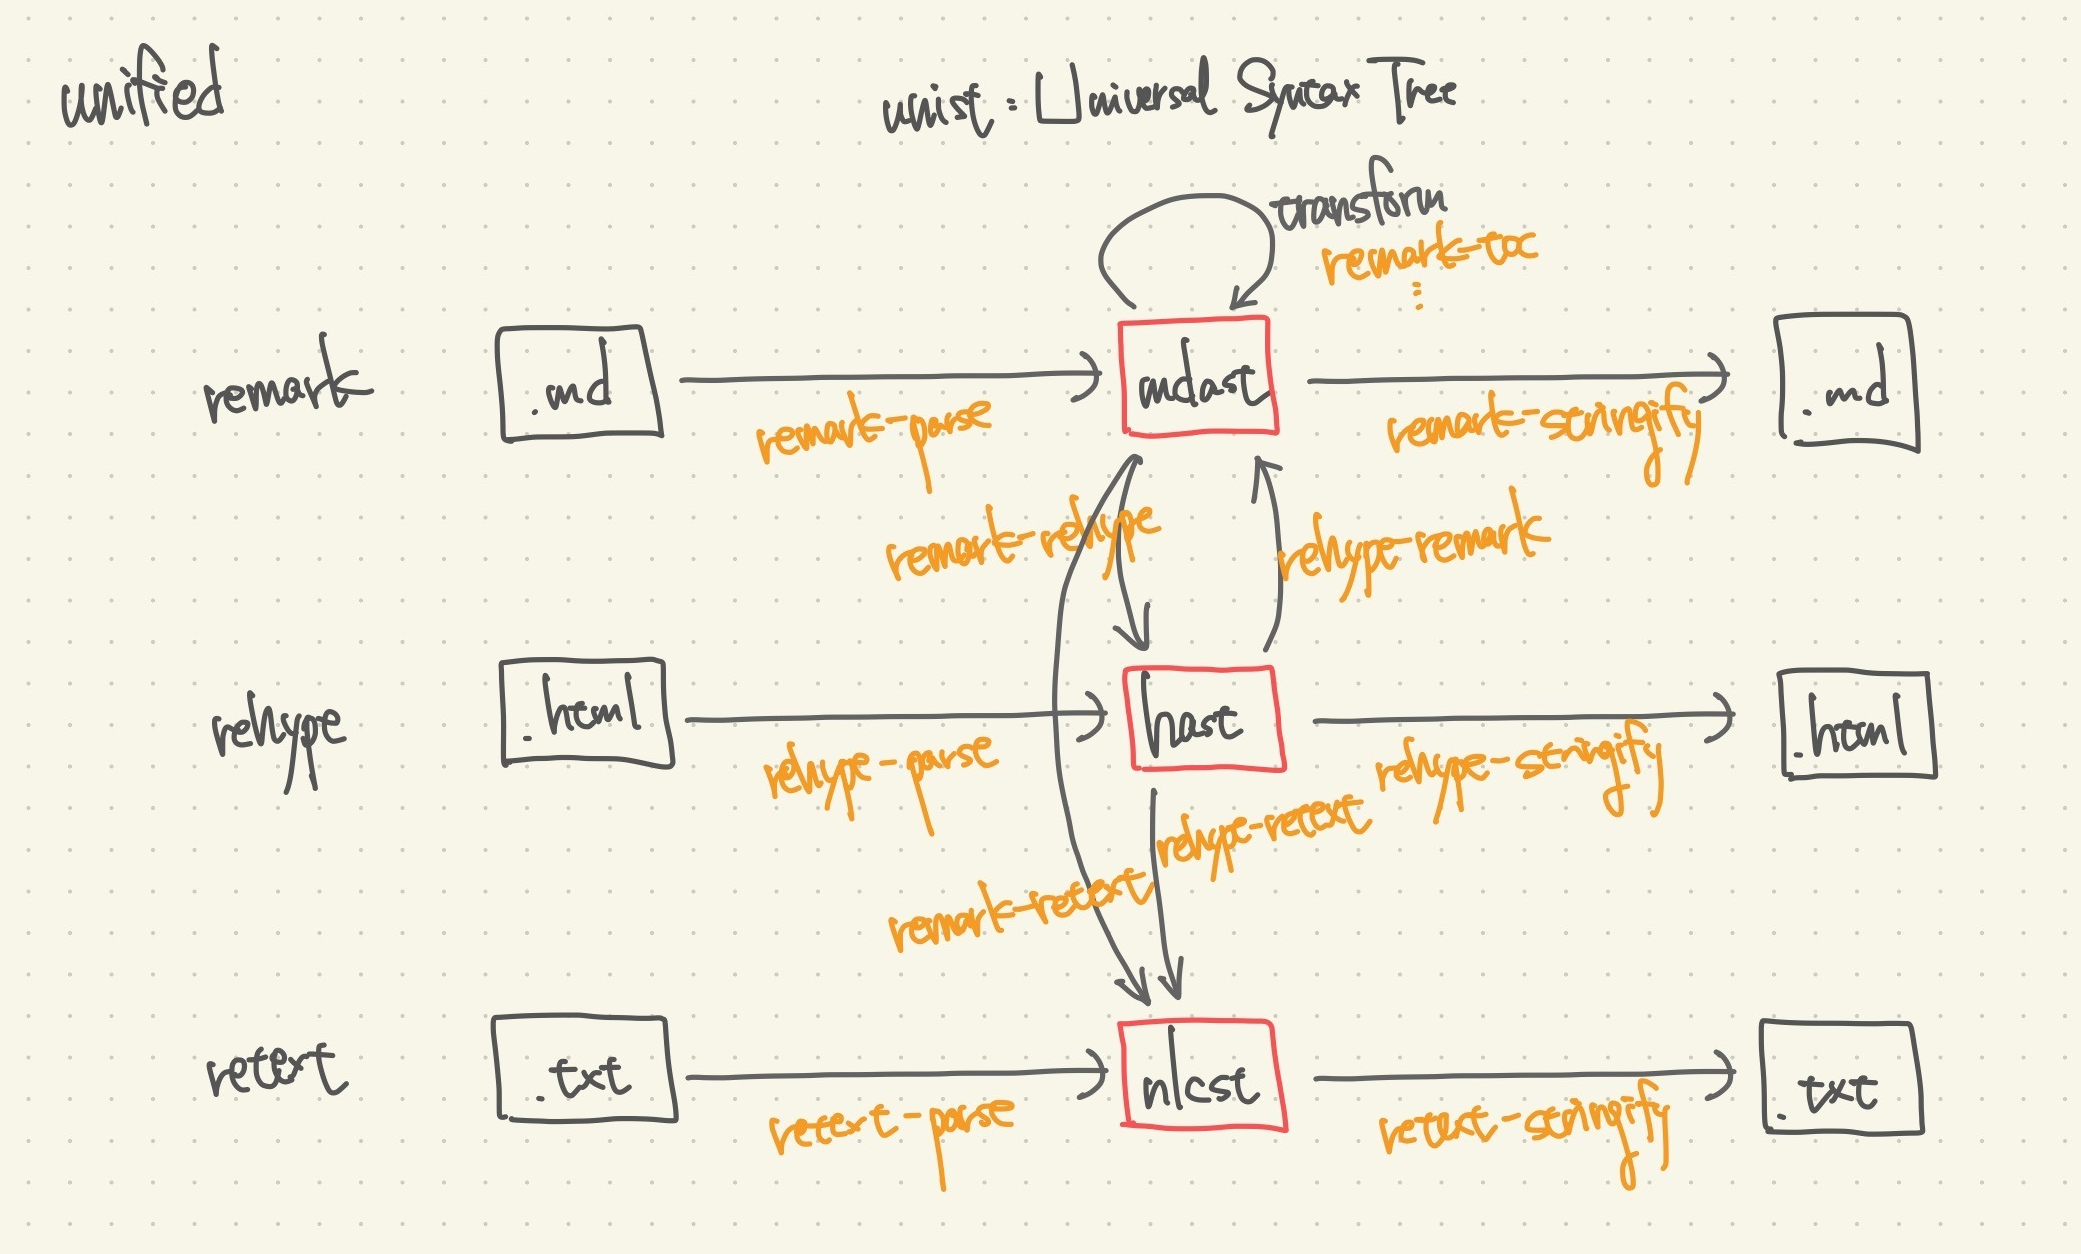 unified
unist : Universal Syntax Tree
transform
remark-toc
⋮
remark
.md
mdast
.md
remark-parse
remark-stringify
remark-rehype
rehype-remark
rehype
.html
hast
.html
rehype-parse
rehype-stringify
rehype-retext
remark-retext
retext
.txt
nlcst
.txt
retext-parse
retext-stringify